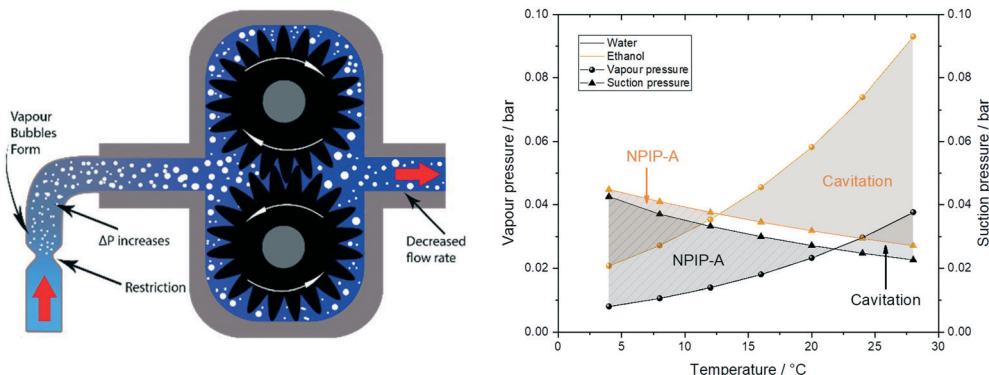 Vapour
Bubbles
Form
ΔP increases
Restriction
Decreased
flow rate
Vapour pressure / bar
0.10
0.08
0.06
0.04
0.02
0.00
Water
Ethanol
Vapour pressure
Suction pressure
NPIP-A
Cavitation
NPIP-A
Cavitation
0 5 10 15 20 25 30
Temperature / °C
0.10
0.08
0.06
0.04
0.02
0.00
Suction pressure / bar